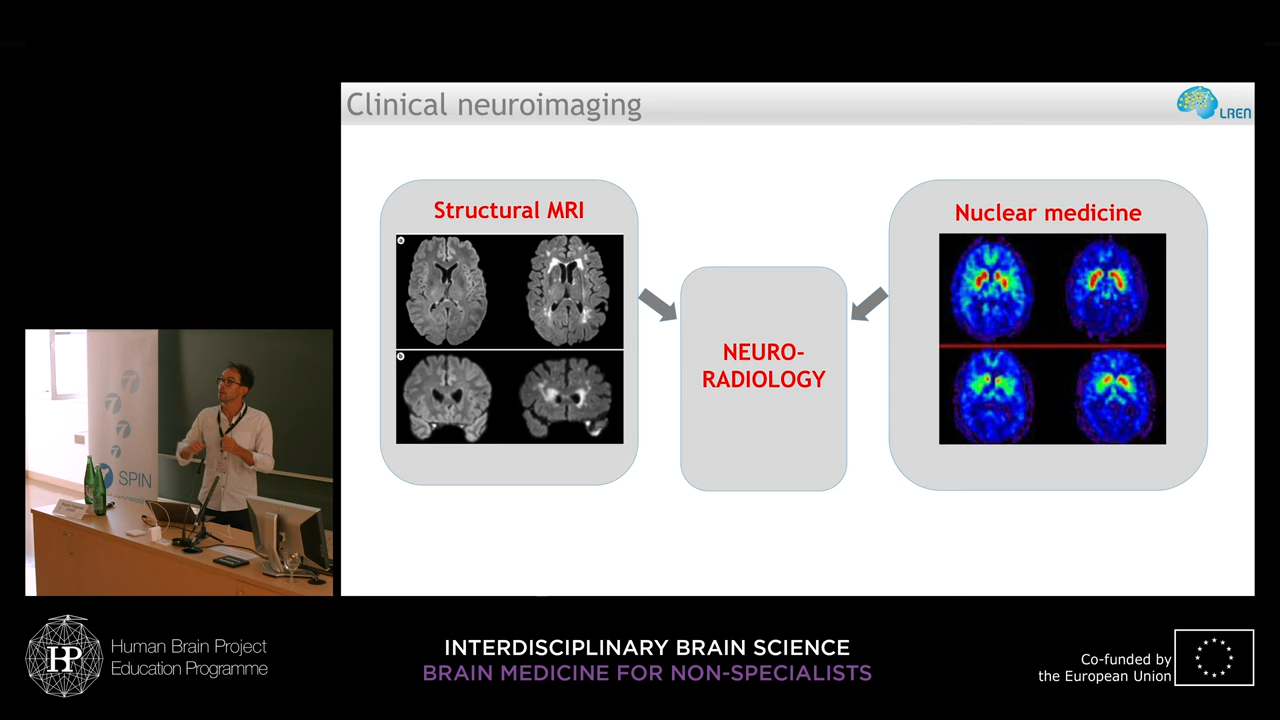 Clinical neuroimaging
LREN
Structural MRI
a
b
NEURO-
RADIOLOGY
Nuclear medicine
SPIN
HP
Human Brain Project
Education Programme
INTERDISCIPLINARY BRAIN SCIENCE
BRAIN MEDICINE FOR NON-SPECIALISTS
Co-funded by
the European Union